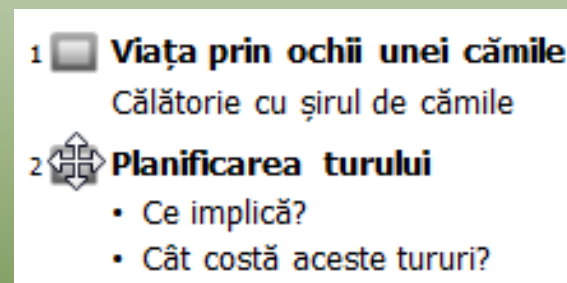 1 Viața prin ochii unei cămile
Călătorie cu șirul de cămile
2 Planificarea turului
• Ce implică?
• Cât costă aceste tururi?